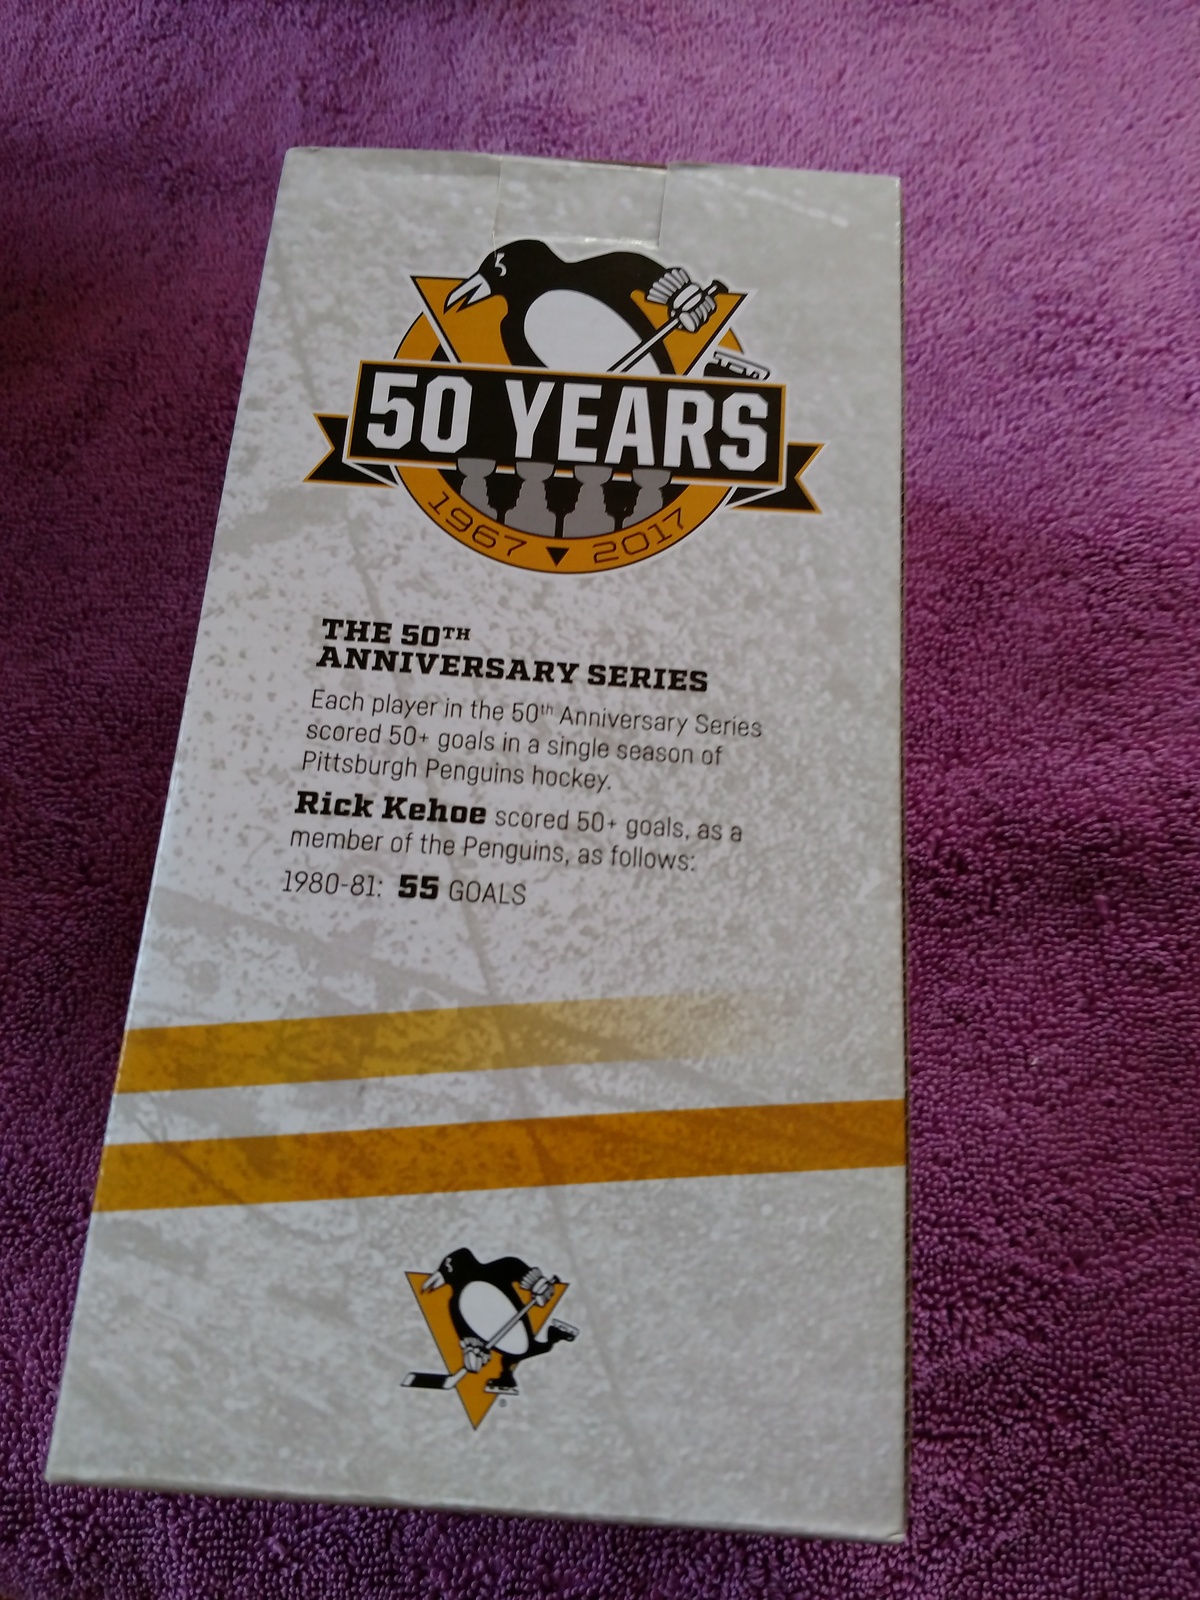 50 YEARS
1967 2017
THE 50TH
ANNIVERSARY SERIES
Each player in the 50th Anniversary Series
scored 50+ goals in a single season of
Pittsburgh Penguins hockey.
Rick Kehoe scored 50+ goals, as a
member of the Penguins, as follows:
1980-81: 55 GOALS